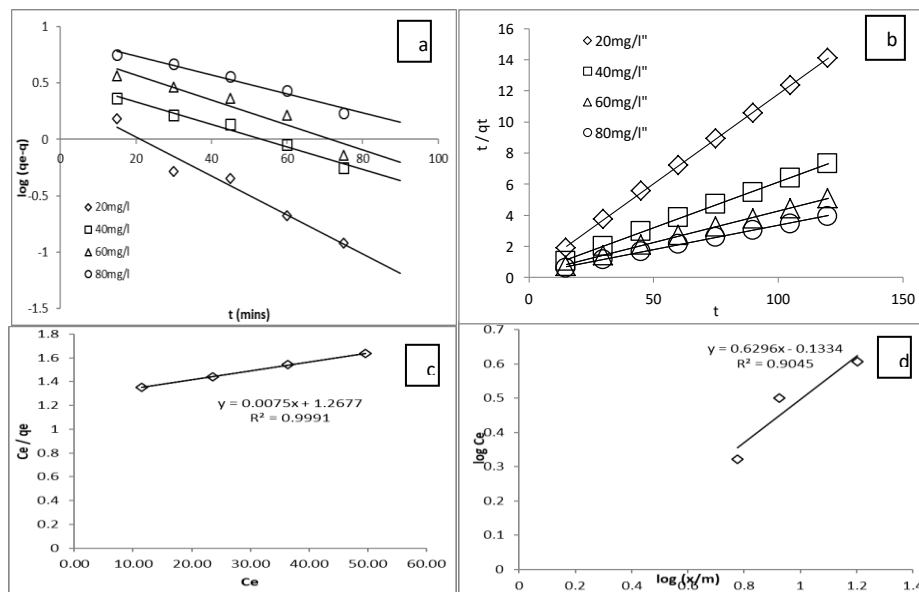 a
1
0.5
0
-0.5
-1
-1.5
0 20 40 60 80 100
log (qe-q)
20mg/l
40mg/l
60mg/l
80mg/l
t (mins)
b
16
14
12
10
8
6
4
2
0
0 50 100 150
t / qt
20mg/l"
40mg/l"
60mg/l"
80mg/l"
t
c
1.8
1.6
1.4
1.2
1
0.8
0.6
0.4
0.2
0
0.00 10.00 20.00 30.00 40.00 50.00 60.00
Ce / qe
y = 0.0075x + 1.2677
R² = 0.9991
Ce
d
0.7
0.6
0.5
0.4
0.3
0.2
0.1
0
0 0.2 0.4 0.6 0.8 1 1.2 1.4
log Ce
y = 0.6296x - 0.1334
R² = 0.9045
log (x/m)